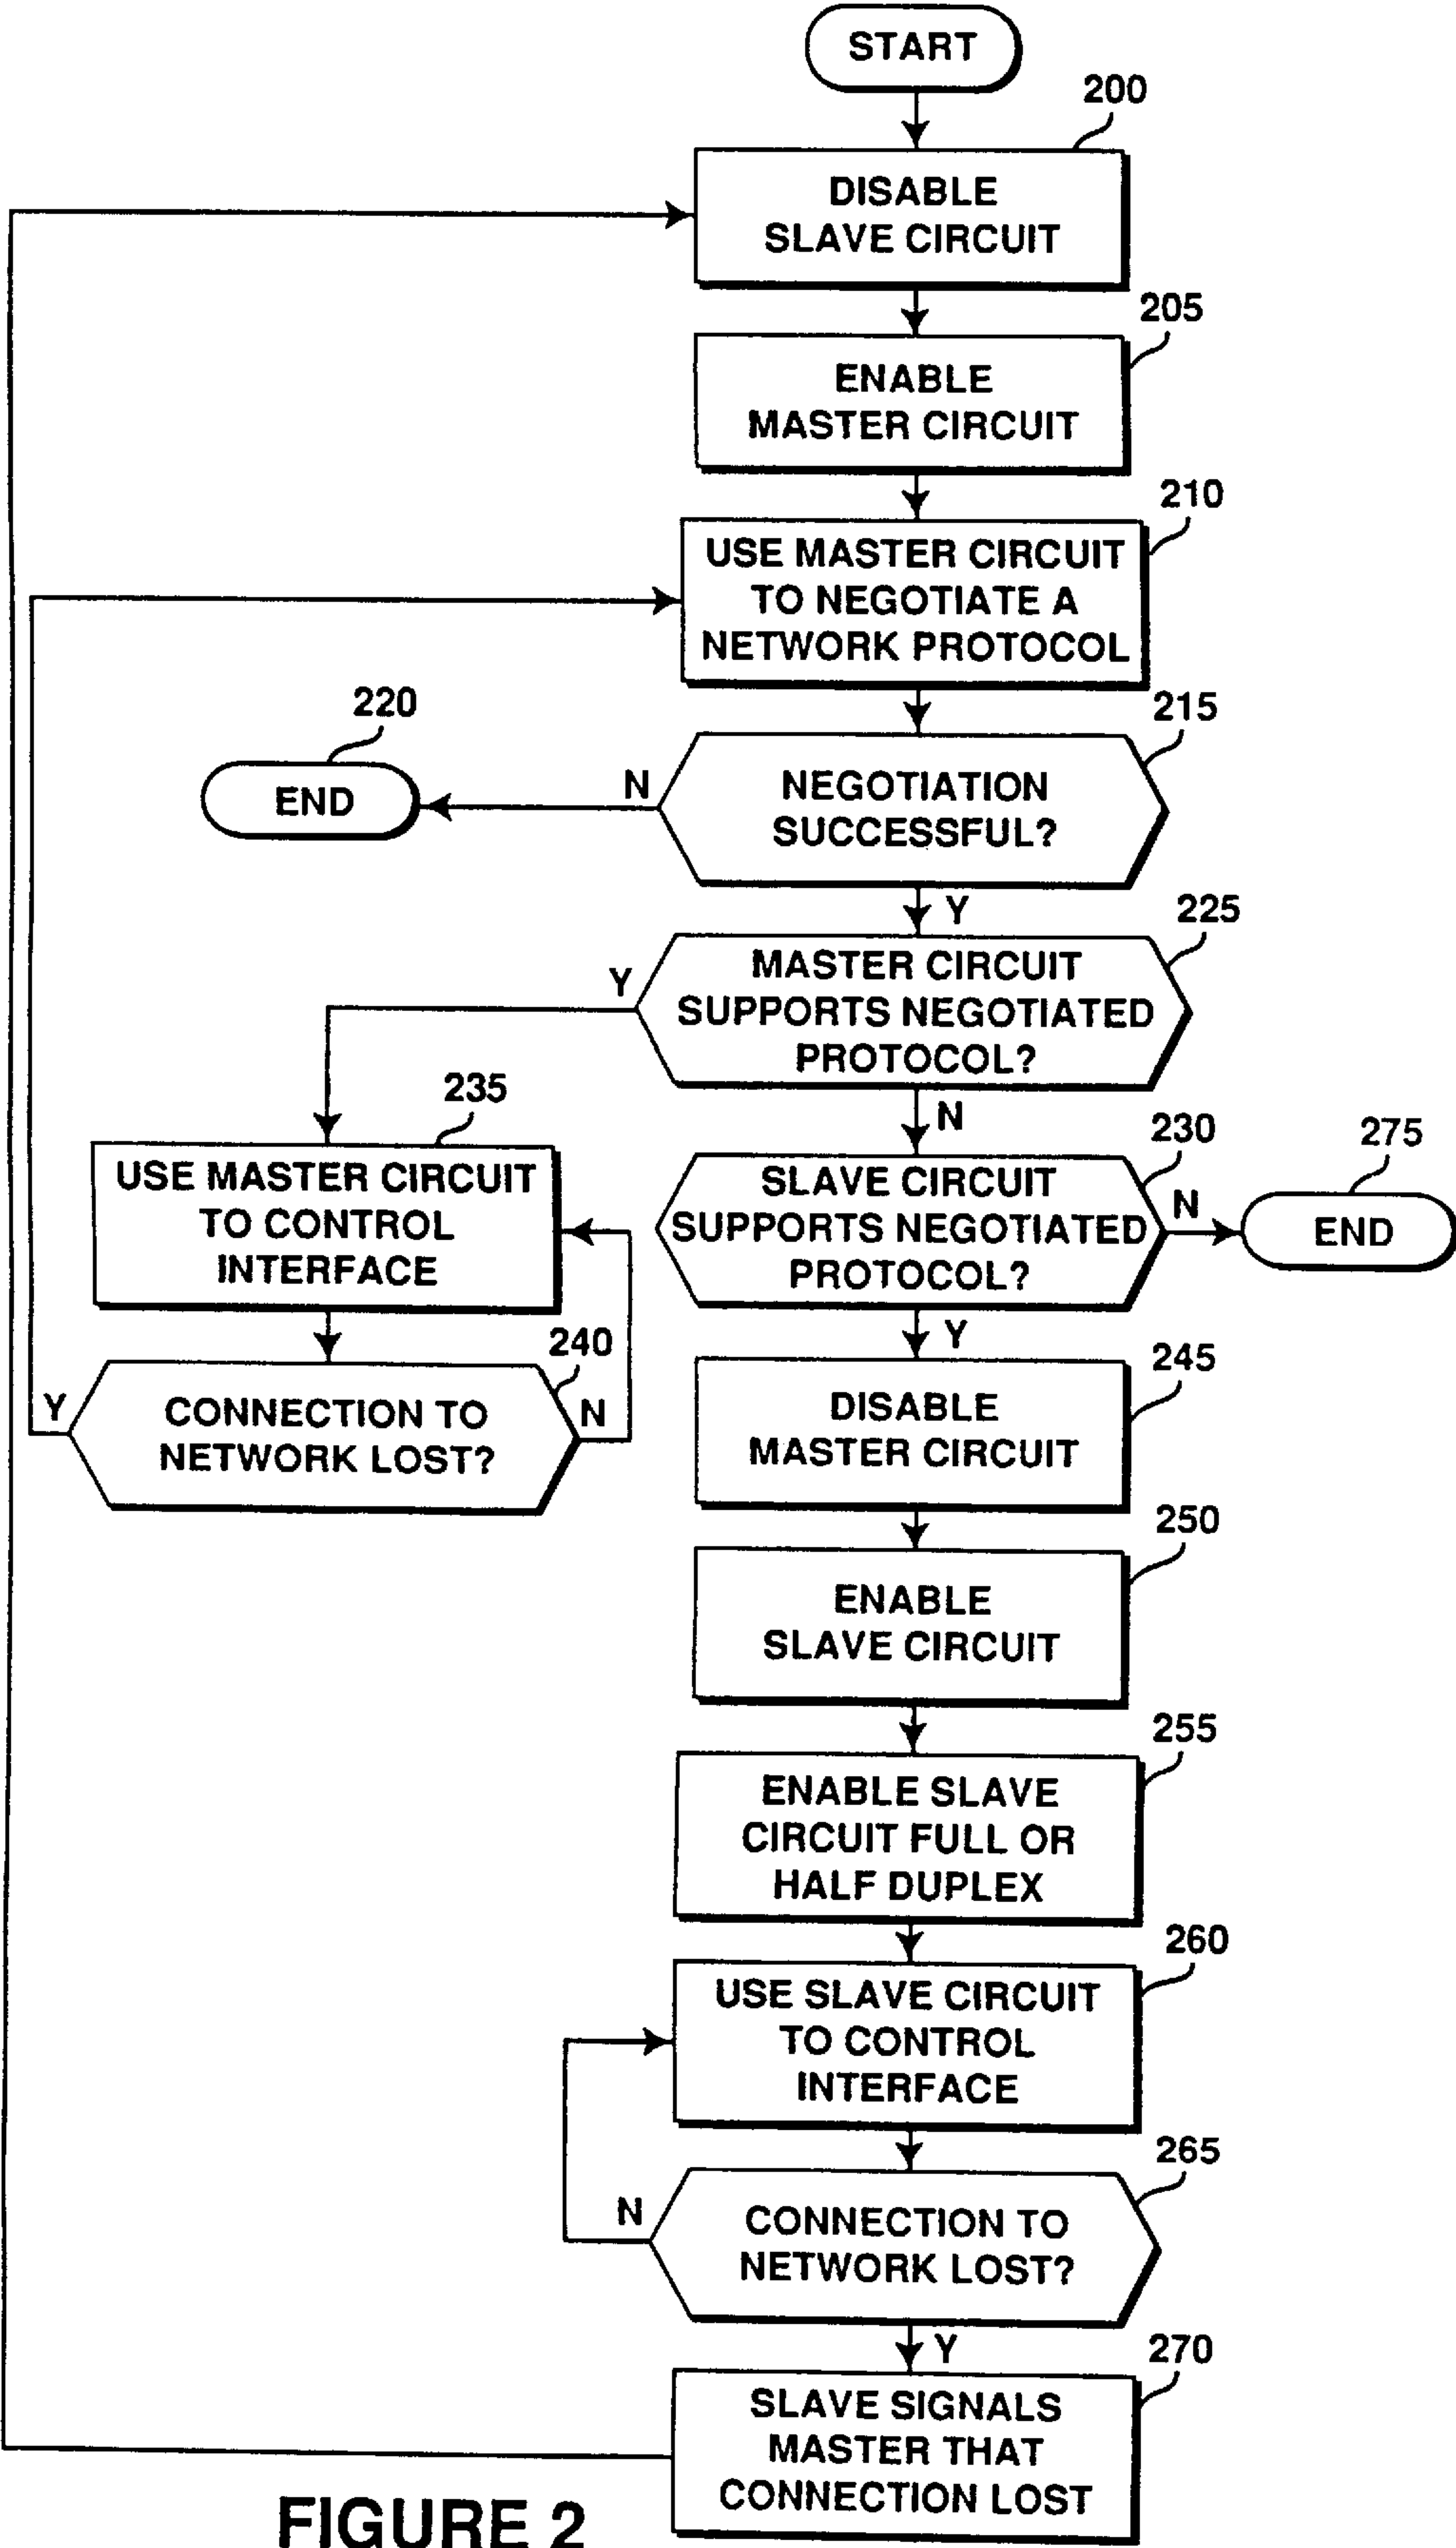 START
200
DISABLE
SLAVE CIRCUIT
205
ENABLE
MASTER CIRCUIT
210
USE MASTER CIRCUIT
TO NEGOTIATE A
NETWORK PROTOCOL
215
NEGOTIATION
SUCCESSFUL?
N
220
END
Y
225
MASTER CIRCUIT
SUPPORTS NEGOTIATED
PROTOCOL?
Y
235
USE MASTER CIRCUIT
TO CONTROL
INTERFACE
240
CONNECTION TO
NETWORK LOST?
Y
N
N
230
SLAVE CIRCUIT
SUPPORTS NEGOTIATED
PROTOCOL?
N
275
END
Y
245
DISABLE
MASTER CIRCUIT
250
ENABLE
SLAVE CIRCUIT
255
ENABLE SLAVE
CIRCUIT FULL OR
HALF DUPLEX
260
USE SLAVE CIRCUIT
TO CONTROL
INTERFACE
265
CONNECTION TO
NETWORK LOST?
N
Y
270
SLAVE SIGNALS
MASTER THAT
CONNECTION LOST
FIGURE 2